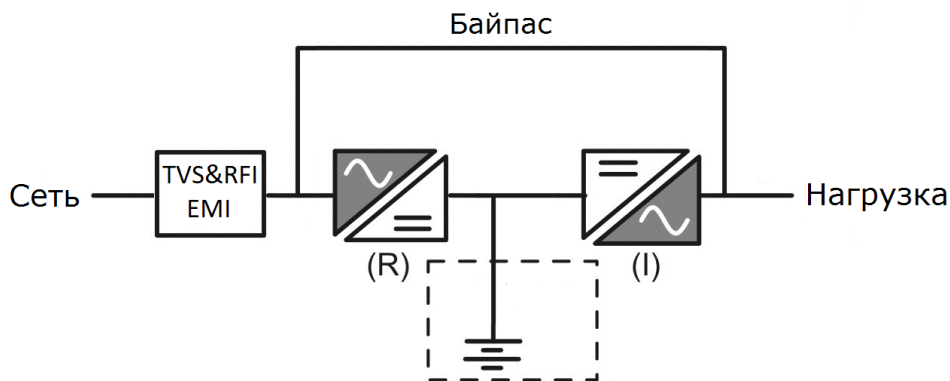 Байпас
TVS&RFI
EMI
Сеть
Нагрузка
(R)
(I)